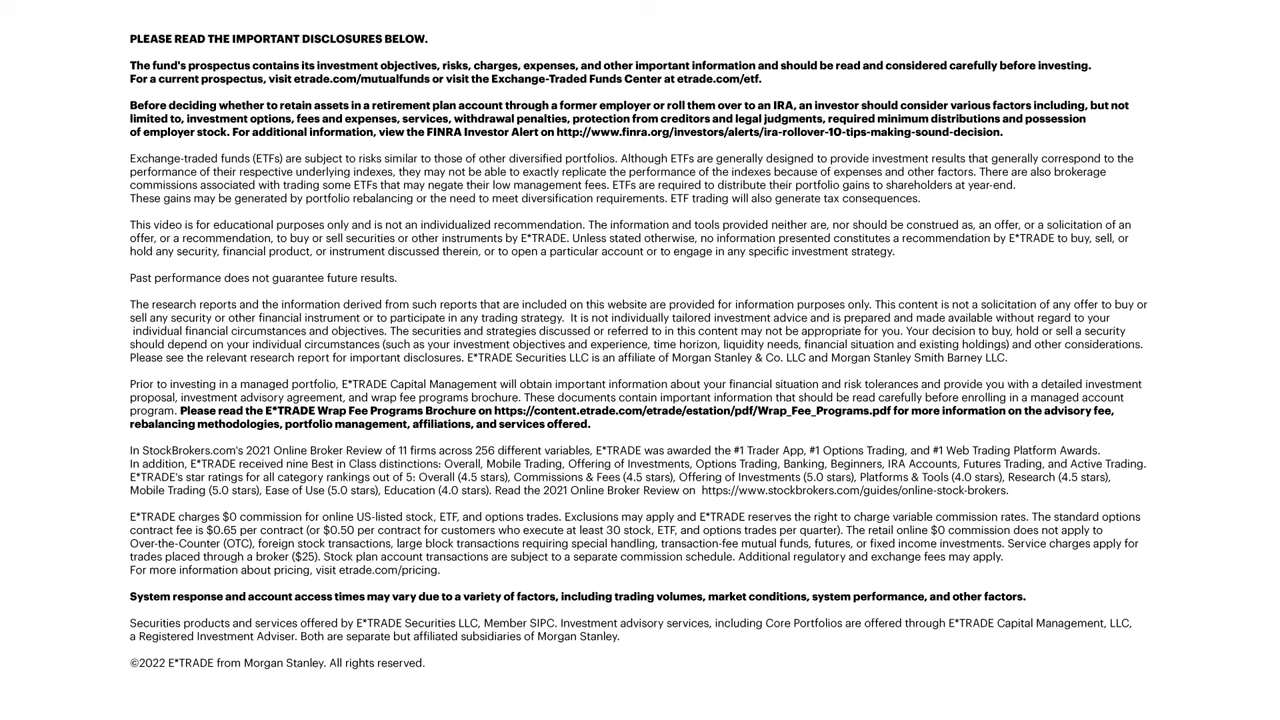 PLEASE READ THE IMPORTANT DISCLOSURES BELOW.
The fund's prospectus contains its investment objectives, risks, charges, expenses, and other important information and should be read and considered carefully before investing.
For a current prospectus, visit etrade.com/mutualfunds or visit the Exchange-Traded Funds Center at etrade.com/etf.
Before deciding whether to retain assets in a retirement plan account through a former employer or roll them over to an IRA, an investor should consider various factors including, but not
limited to, investment options, fees and expenses, services, withdrawal penalties, protection from creditors and legal judgments, required minimum distributions and possession
of employer stock. For additional information, view the FINRA Investor Alert on http://www.finra.org/investors/alerts/ira-rollover-10-tips-making-sound-decision.
Exchange-traded funds (ETFs) are subject to risks similar to those of other diversified portfolios. Although ETFs are generally designed to provide investment results that generally correspond to the
performance of their respective underlying indexes, they may not be able to exactly replicate the performance of the indexes because of expenses and other factors. There are also brokerage
commissions associated with trading some ETFs that may negate their low management fees. ETFs are required to distribute their portfolio gains to shareholders at year-end.
These gains may be generated by portfolio rebalancing or the need to meet diversification requirements. ETF trading will also generate tax consequences.
This video is for educational purposes only and is not an individualized recommendation. The information and tools provided neither are, nor should be construed as, an offer, or a solicitation of an
offer, or a recommendation, to buy or sell securities or other instruments by E*TRADE. Unless stated otherwise, no information presented constitutes a recommendation by E*TRADE to buy, sell, or
hold any security, financial product, or instrument discussed therein, or to open a particular account or to engage in any specific investment strategy.
Past performance does not guarantee future results.
The research reports and the information derived from such reports that are included on this website are provided for information purposes only. This content is not a solicitation of any offer to buy or
sell any security or other financial instrument or to participate in any trading strategy. It is not individually tailored investment advice and is prepared and made available without regard to your
individual financial circumstances and objectives. The securities and strategies discussed or referred to in this content may not be appropriate for you. Your decision to buy, hold or sell a security
should depend on your individual circumstances (such as your investment objectives and experience, time horizon, liquidity needs, financial situation and existing holdings) and other considerations.
Please see the relevant research report for important disclosures. E*TRADE Securities LLC is an affiliate of Morgan Stanley & Co. LLC and Morgan Stanley Smith Barney LLC.
Prior to investing in a managed portfolio, E*TRADE Capital Management will obtain important information about your financial situation and risk tolerances and provide you with a detailed investment
proposal, investment advisory agreement, and wrap fee programs brochure. These documents contain important information that should be read carefully before enrolling in a managed account
program. Please read the E*TRADE Wrap Fee Programs Brochure on https://content.etrade.com/etrade/estation/pdf/Wrap_Fee_Programs.pdf for more information on the advisory fee,
rebalancing methodologies, portfolio management, affiliations, and services offered.
In StockBrokers.com's 2021 Online Broker Review of 11 firms across 256 different variables, E*TRADE was awarded the #1 Trader App, #1 Options Trading, and #1 Web Trading Platform Awards.
In addition, E*TRADE received nine Best in Class distinctions: Overall, Mobile Trading, Offering of Investments, Options Trading, Banking, Beginners, IRA Accounts, Futures Trading, and Active Trading.
E*TRADE's star ratings for all category rankings out of 5: Overall (4.5 stars), Commissions & Fees (4.5 stars), Offering of Investments (5.0 stars), Platforms & Tools (4.0 stars), Research (4.5 stars),
Mobile Trading (5.0 stars), Ease of Use (5.0 stars), Education (4.0 stars). Read the 2021 Online Broker Review on https://www.stockbrokers.com/guides/online-stock-brokers.
E*TRADE charges $0 commission for online US-listed stock, ETF, and options trades. Exclusions may apply and E*TRADE reserves the right to charge variable commission rates. The standard options
contract fee is $0.65 per contract (or $0.50 per contract for customers who execute at least 30 stock, ETF, and options trades per quarter). The retail online $0 commission does not apply to
Over-the-Counter (OTC), foreign stock transactions, large block transactions requiring special handling, transaction-fee mutual funds, futures, or fixed income investments. Service charges apply for
trades placed through a broker ($25). Stock plan account transactions are subject to a separate commission schedule. Additional regulatory and exchange fees may apply.
For more information about pricing, visit etrade.com/pricing.
System response and account access times may vary due to a variety of factors, including trading volumes, market conditions, system performance, and other factors.
Securities products and services offered by E*TRADE Securities LLC, Member SIPC. Investment advisory services, including Core Portfolios are offered through E*TRADE Capital Management, LLC,
a Registered Investment Adviser. Both are separate but affiliated subsidiaries of Morgan Stanley.
©2022 E*TRADE from Morgan Stanley. All rights reserved.